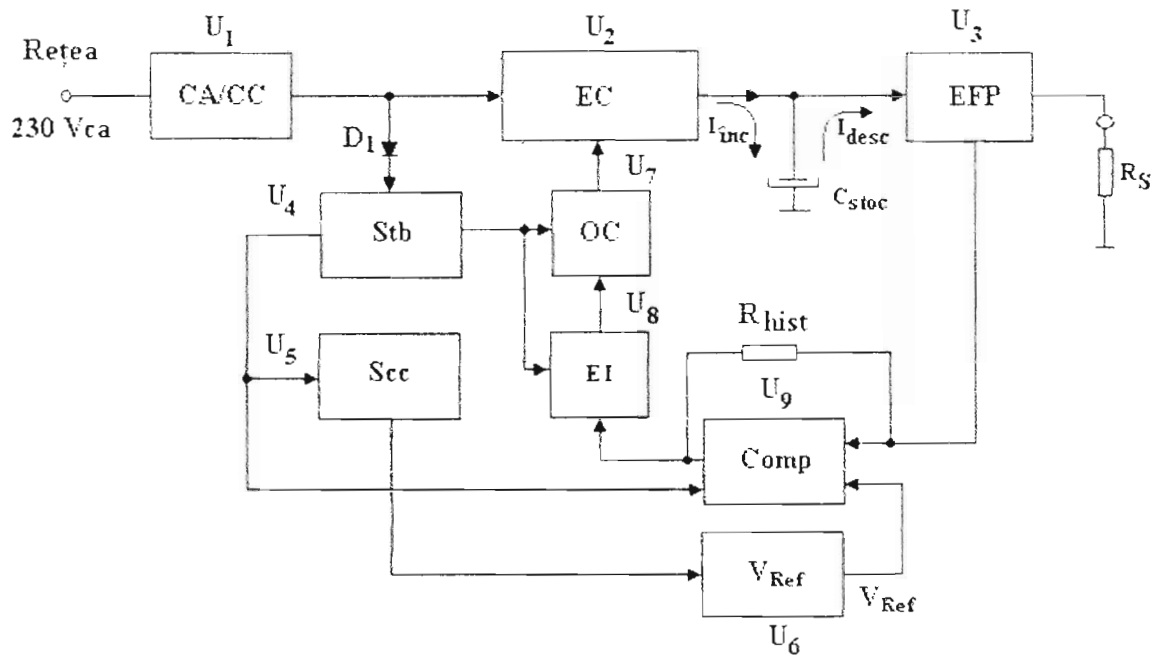 U1
U2
U3
Reţea
CA/CC
EC
EFP
230 Vca
D1
Iînc
Idesc
RS
U7
U4
Cstoc
Stb
OC
U8
Rhist
U5
Scc
EI
U9
Comp
VRef
VRef
U6